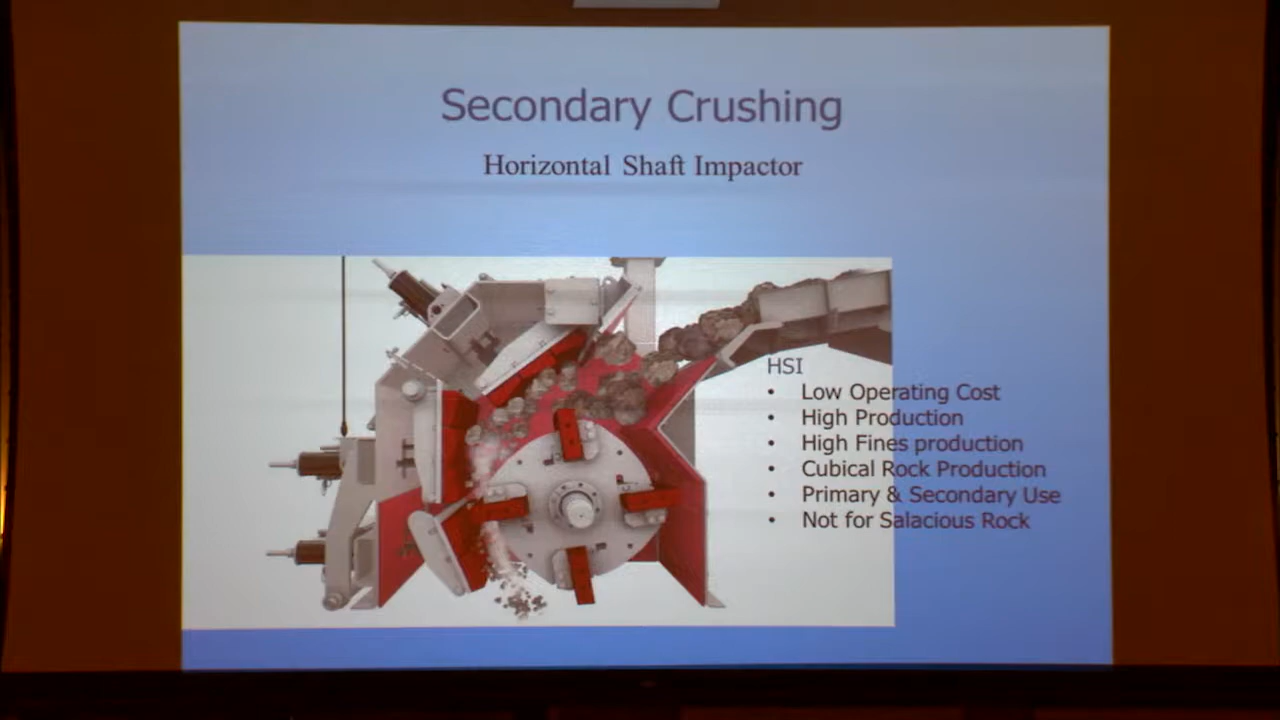 Secondary Crushing
Horizontal Shaft Impactor
HSI
• Low Operating Cost
• High Production
• High Fines production
• Cubical Rock Production
• Primary & Secondary Use
• Not for Salacious Rock